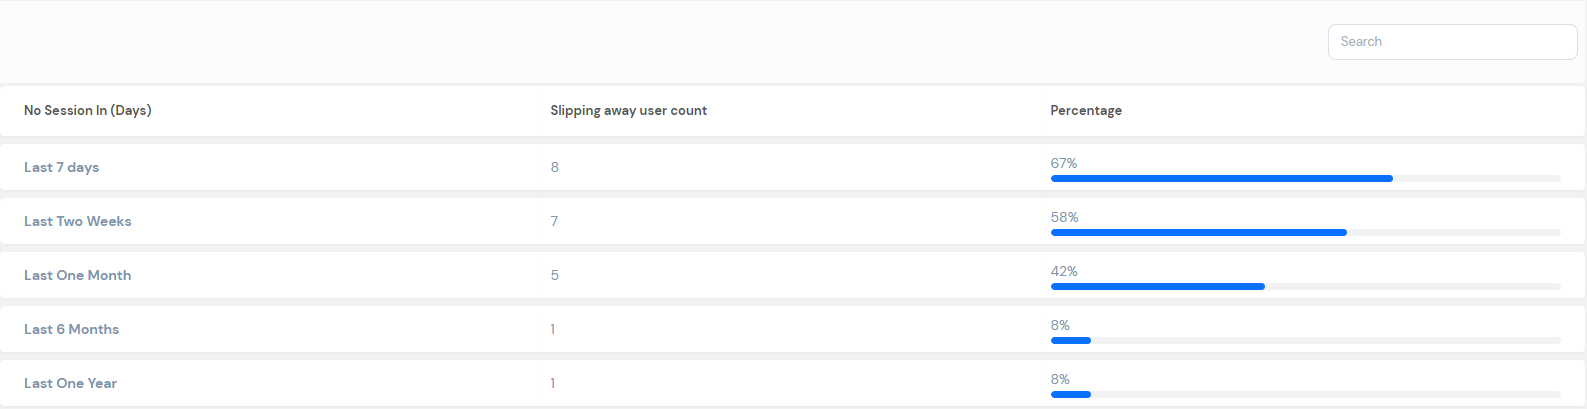 Search
No Session In (Days) Slipping away user count Percentage
Last 7 days 8 67%
Last Two Weeks 7 58%
Last One Month 5 42%
Last 6 Months 1 8%
Last One Year 1 8%